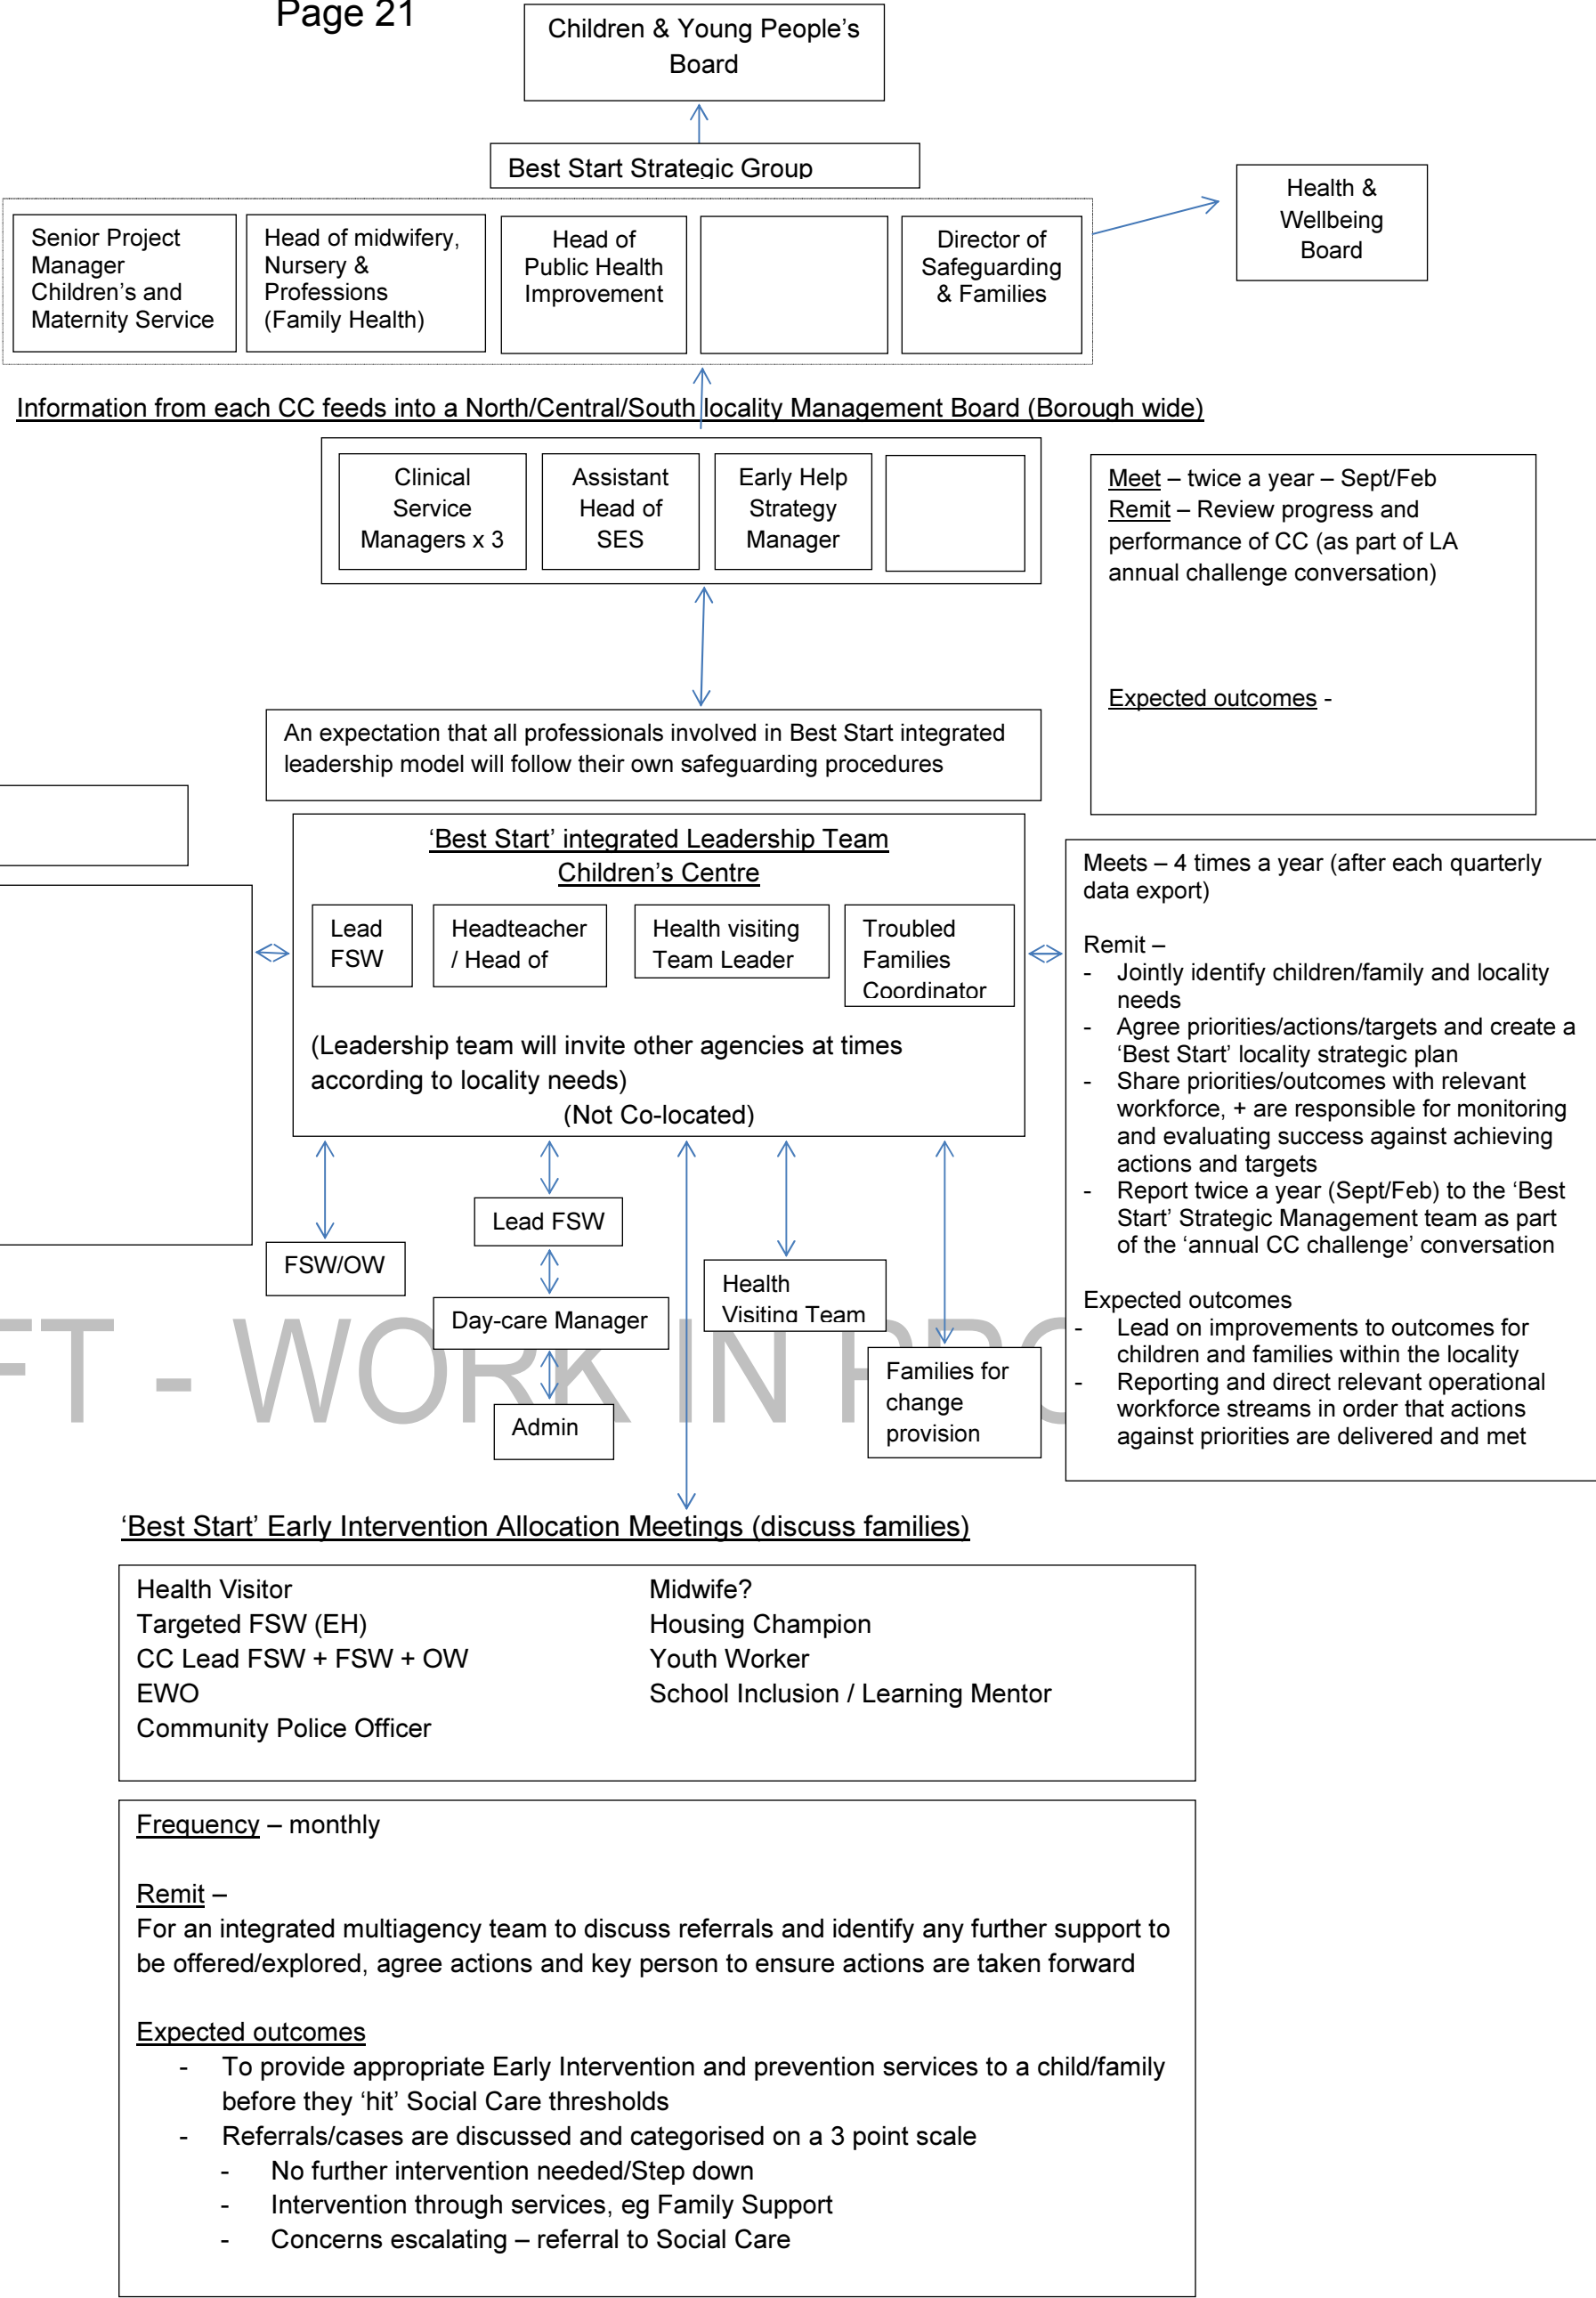 Page 21
Children & Young People’s
Board
Best Start Strategic Group
Health &
Wellbeing
Board
Senior Project
Manager
Children’s and
Maternity Service
Head of midwifery,
Nursery &
Professions
(Family Health)
Head of
Public Health
Improvement
Director of
Safeguarding
& Families
Information from each CC feeds into a North/Central/South locality Management Board (Borough wide)
Clinical
Service
Managers x 3
Assistant
Head of
SES
Early Help
Strategy
Manager
Meet – twice a year – Sept/Feb
Remit – Review progress and
performance of CC (as part of LA
annual challenge conversation)
Expected outcomes -
An expectation that all professionals involved in Best Start integrated
leadership model will follow their own safeguarding procedures
‘Best Start’ integrated Leadership Team
Children’s Centre
Lead
FSW
Headteacher
/ Head of
Health visiting
Team Leader
Troubled
Families
Coordinator
(Leadership team will invite other agencies at times
according to locality needs)
(Not Co-located)
Meets – 4 times a year (after each quarterly
data export)
Remit –
- Jointly identify children/family and locality
needs
- Agree priorities/actions/targets and create a
‘Best Start’ locality strategic plan
- Share priorities/outcomes with relevant
workforce, + are responsible for monitoring
and evaluating success against achieving
actions and targets
- Report twice a year (Sept/Feb) to the ‘Best
Start’ Strategic Management team as part
of the ‘annual CC challenge’ conversation
Expected outcomes
- Lead on improvements to outcomes for
children and families within the locality
- Reporting and direct relevant operational
workforce streams in order that actions
against priorities are delivered and met
FSW/OW
Lead FSW
Day-care Manager
Admin
Health
Visiting Team
Families for
change
provision
FT - WORK IN PRO
‘Best Start’ Early Intervention Allocation Meetings (discuss families)
Health Visitor
Targeted FSW (EH)
CC Lead FSW + FSW + OW
EWO
Community Police Officer
Midwife?
Housing Champion
Youth Worker
School Inclusion / Learning Mentor
Frequency – monthly
Remit –
For an integrated multiagency team to discuss referrals and identify any further support to
be offered/explored, agree actions and key person to ensure actions are taken forward
Expected outcomes
- To provide appropriate Early Intervention and prevention services to a child/family
before they ‘hit’ Social Care thresholds
- Referrals/cases are discussed and categorised on a 3 point scale
- No further intervention needed/Step down
- Intervention through services, eg Family Support
- Concerns escalating – referral to Social Care